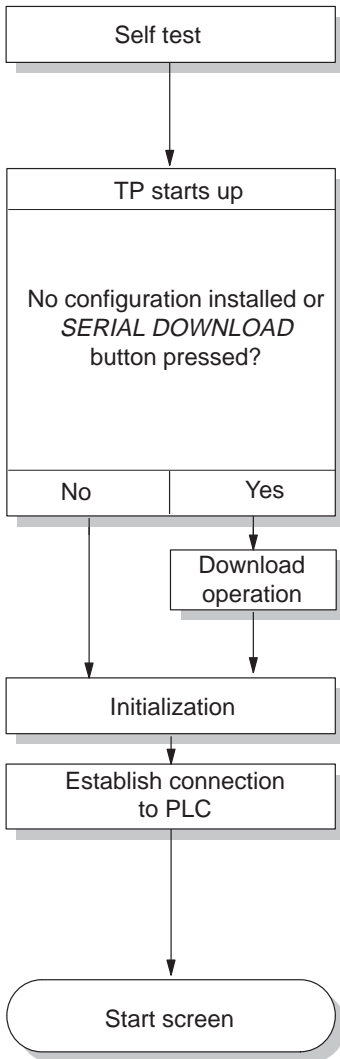 Self test
TP starts up
No configuration installed or
SERIAL DOWNLOAD
button pressed?
No
Yes
Download
operation
Initialization
Establish connection
to PLC
Start screen